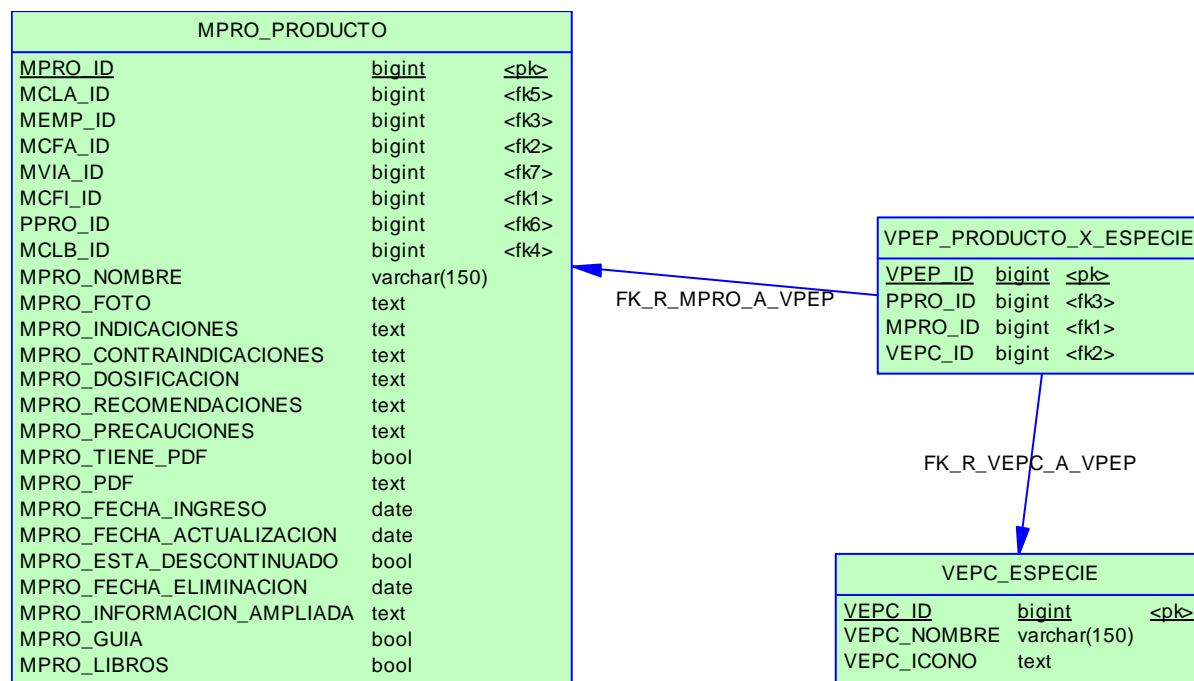 MPRO_PRODUCTO
MPRO_ID bigint <pk>
MCLA_ID bigint <fk5>
MEMP_ID bigint <fk3>
MCFA_ID bigint <fk2>
MVIA_ID bigint <fk7>
MCFI_ID bigint <fk1>
PPRO_ID bigint <fk6>
MCLB_ID bigint <fk4>
MPRO_NOMBRE varchar(150)
MPRO_FOTO text
MPRO_INDICACIONES text
MPRO_CONTRAINDICACIONES text
MPRO_DOSIFICACION text
MPRO_RECOMENDACIONES text
MPRO_PRECAUCIONES text
MPRO_TIENE_PDF bool
MPRO_PDF text
MPRO_FECHA_INGRESO date
MPRO_FECHA_ACTUALIZACION date
MPRO_ESTA_DESCONTINUADO bool
MPRO_FECHA_ELIMINACION date
MPRO_INFORMACION_AMPLIADA text
MPRO_GUIA bool
MPRO_LIBROS bool
FK_R_MPRO_A_VPEP
VPEP_PRODUCTO_X_ESPECIE
VPEP_ID bigint <pk>
PPRO_ID bigint <fk3>
MPRO_ID bigint <fk1>
VEPC_ID bigint <fk2>
FK_R_VEPC_A_VPEP
VEPC_ESPECIE
VEPC_ID bigint <pk>
VEPC_NOMBRE varchar(150)
VEPC_ICONO text